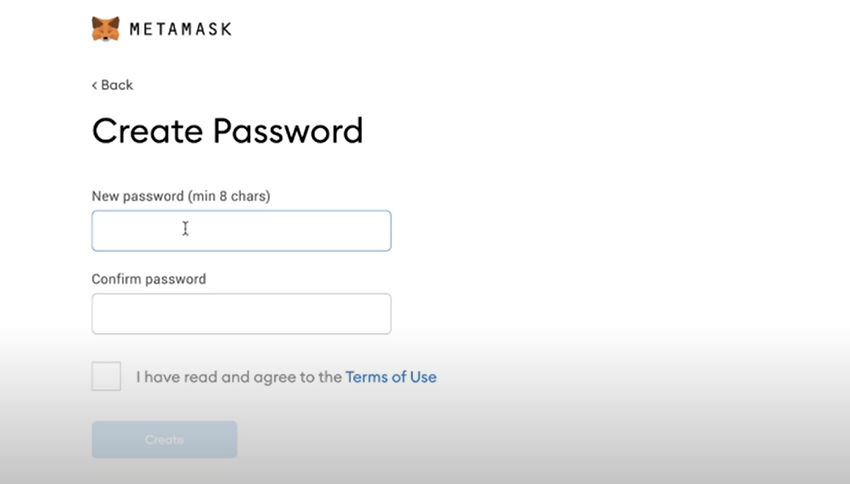 METAMASK
< Back
Create Password
New password (min 8 chars)
Confirm password
I have read and agree to the Terms of Use
Create